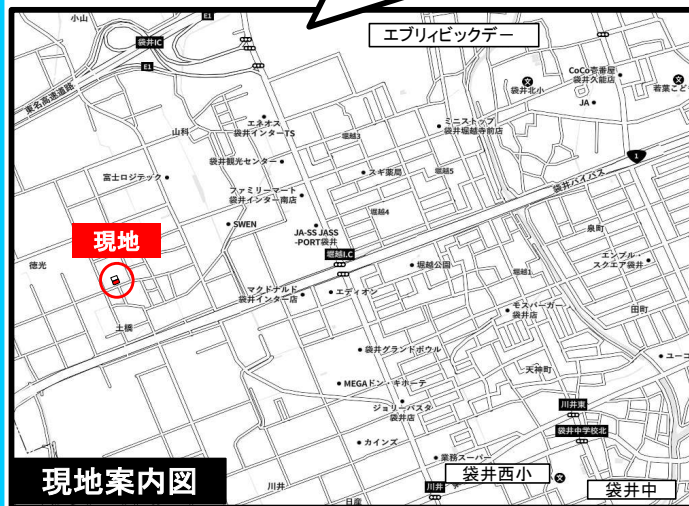 小山
袋井IC
E1
エブリィビックデー
E1
東名高速道路
CoCo壱番屋
袋井久能店
文
袋井北小
文
若葉こど
JA
エネオス
袋井インターTS
山科
堀越3
ミニストップ
袋井堀越寺前店
袋井観光センター
1
富士ロジテック
スギ薬局
堀越5
袋井バイパス
ファミリーマート
袋井インター南店
堀越4
SWEN
JA-SS JASS
-PORT袋井
泉町
現地
堀越I.C
徳光
堀越公園
堀越1
エンブル・
スクエア袋井
マクドナルド
袋井インター店
エディオン
モスバーガー
袋井店
田町
土橋
袋井グランドボウル
ユーコ
天神町
MEGAドン・キホーテ
ジョリーパスタ
袋井店
川井東
袋井中学校北
カインズ
業務スーパー
袋井西小
文
現地案内図
川井
川井
袋井中
日産